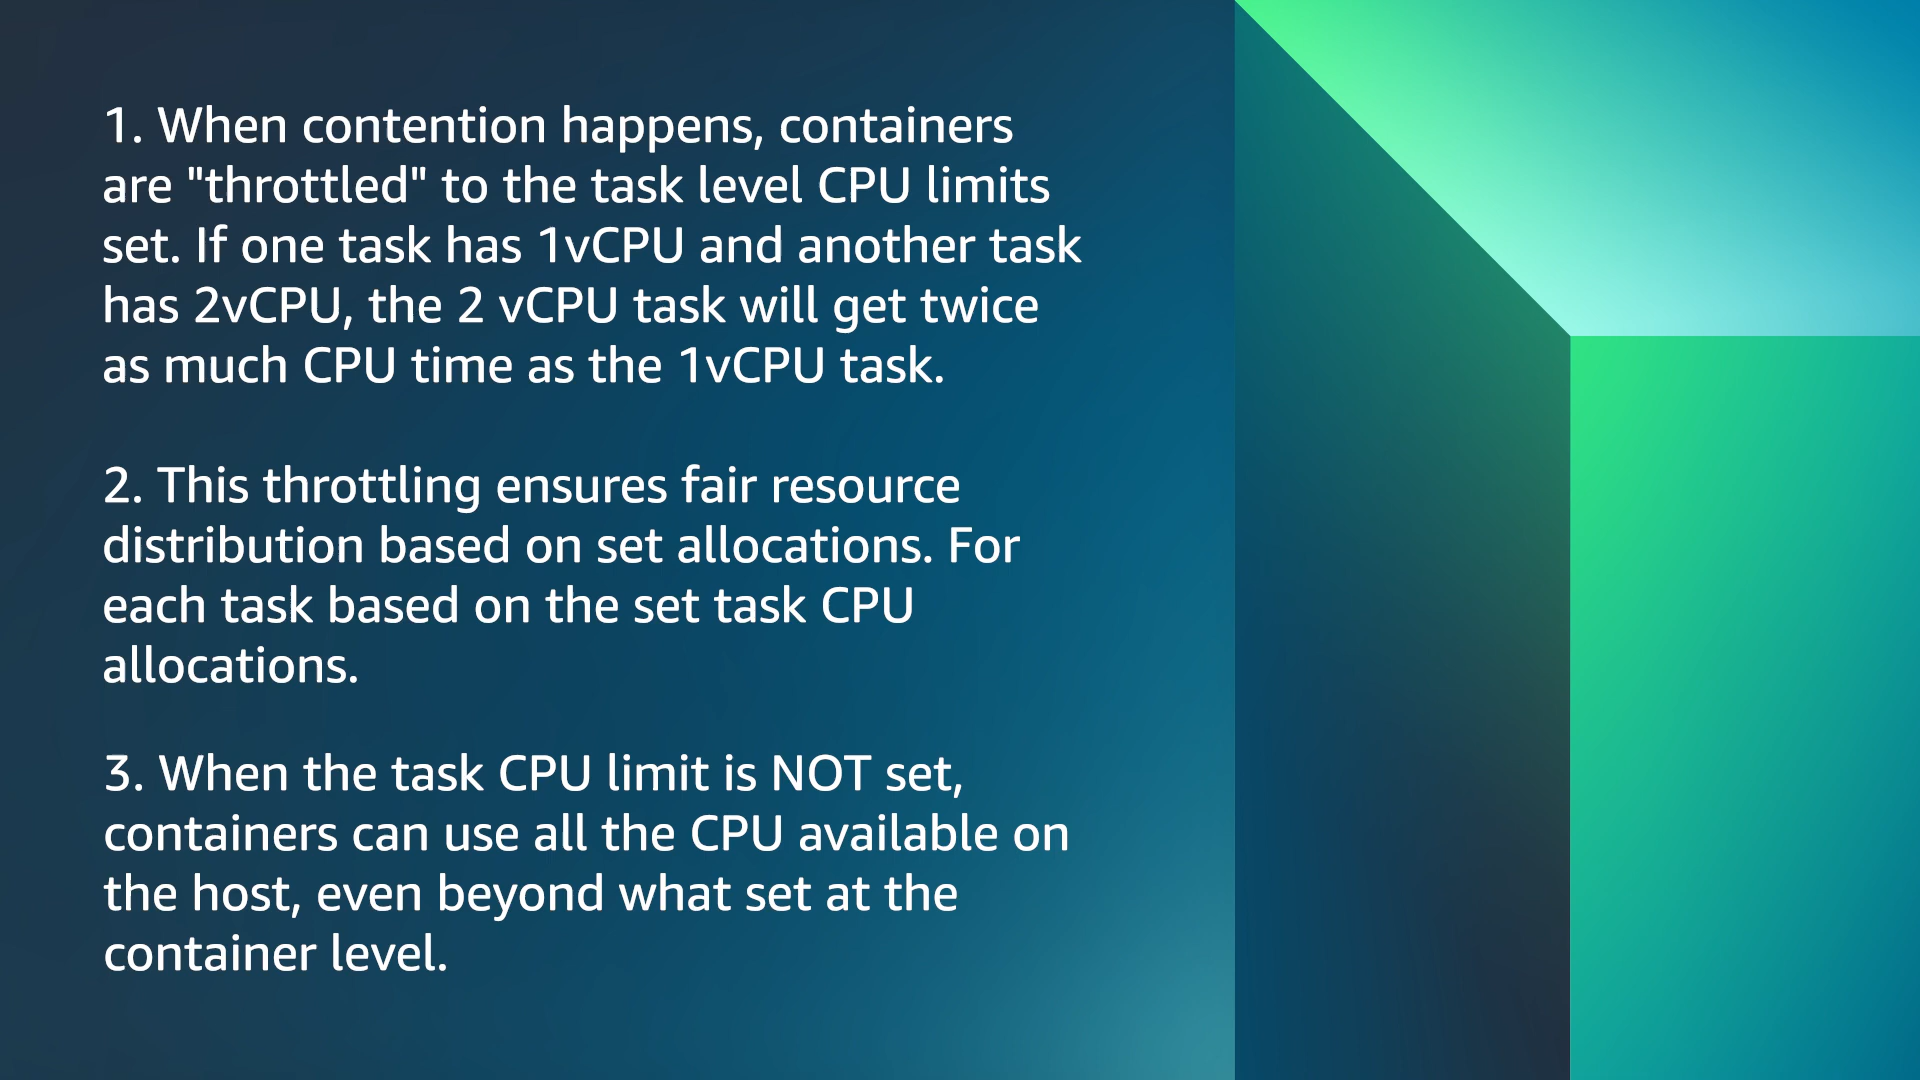 1. When contention happens, containers
are "throttled" to the task level CPU limits
set. If one task has 1vCPU and another task
has 2vCPU, the 2 vCPU task will get twice
as much CPU time as the 1vCPU task.
2. This throttling ensures fair resource
distribution based on set allocations. For
each task based on the set task CPU
allocations.
3. When the task CPU limit is NOT set,
containers can use all the CPU available on
the host, even beyond what set at the
container level.